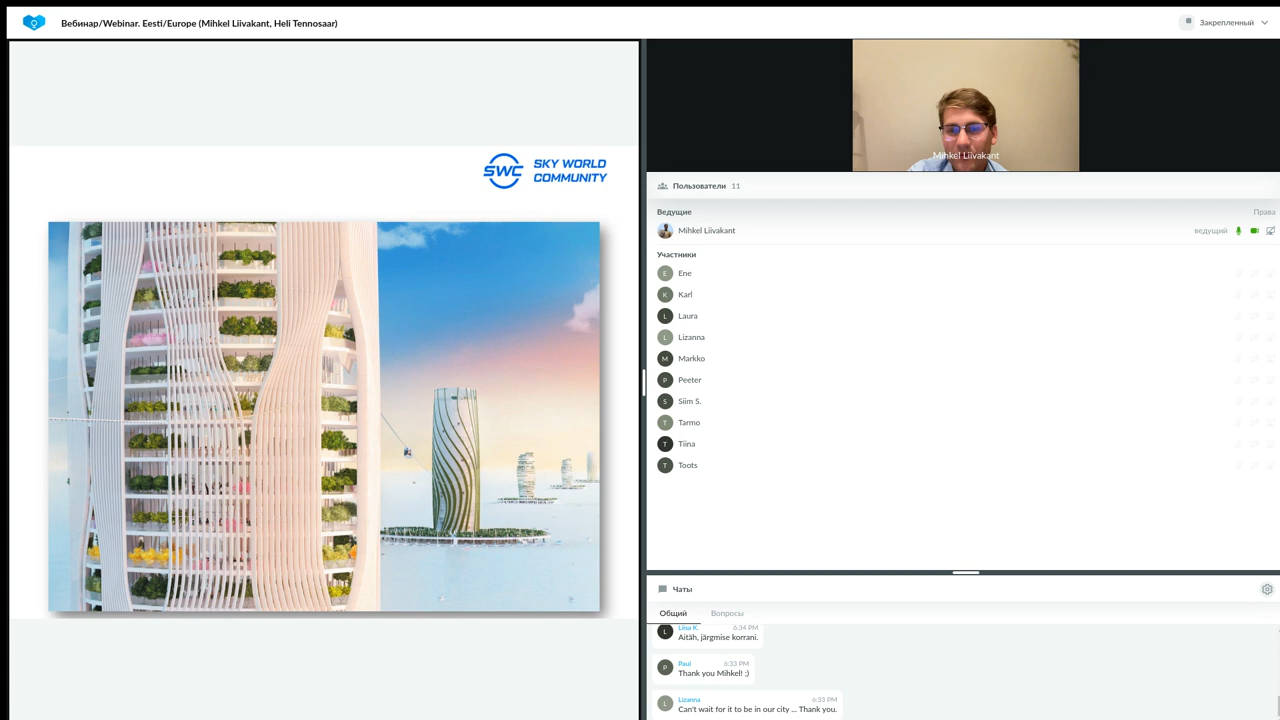 Вебинар/Webinar. Eesti/Europe (Mihkel Liivakant, Heli Tennosaar)
Закрепленный
SWC SKY WORLD
COMMUNITY
Mihkel Liivakant
Пользователи 11
Ведущие Права
Mihkel Liivakant ведущий
Участники
E Ene
K Karl
L Laura
L Lizanna
M Markko
P Peeter
S Siim S.
T Tarmo
T Tiina
T Toots
Чаты
Общий Вопросы
L Liisa K. 6:34 PM
Aitäh, järgmise korrani.
P Paul 6:33 PM
Thank you Mihkel! ;)
L Lizanna 6:33 PM
Can't wait for it to be in our city ... Thank you.